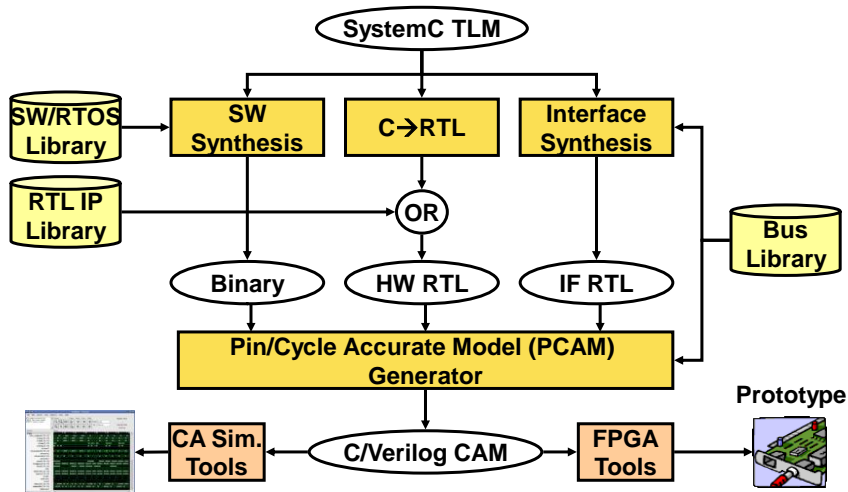 SystemC TLM
SW/RTOS
Library
SW
Synthesis
C→RTL
Interface
Synthesis
RTL IP
Library
OR
Bus
Library
Binary
HW RTL
IF RTL
Pin/Cycle Accurate Model (PCAM)
Generator
Prototype
CA Sim.
Tools
C/Verilog CAM
FPGA
Tools